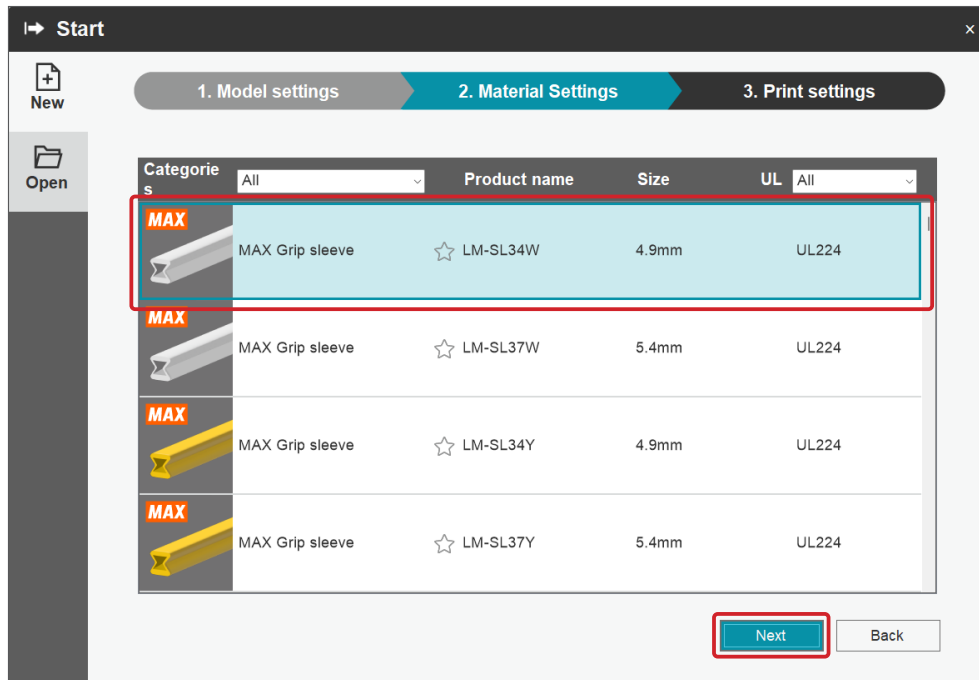 Start
×
New
Open
1. Model settings
2. Material Settings
3. Print settings
Categorie
s
All
Product name
Size
UL
All
MAX
MAX Grip sleeve
LM-SL34W
4.9mm
UL224
MAX
MAX Grip sleeve
LM-SL37W
5.4mm
UL224
MAX
MAX Grip sleeve
LM-SL34Y
4.9mm
UL224
MAX
MAX Grip sleeve
LM-SL37Y
5.4mm
UL224
Next
Back